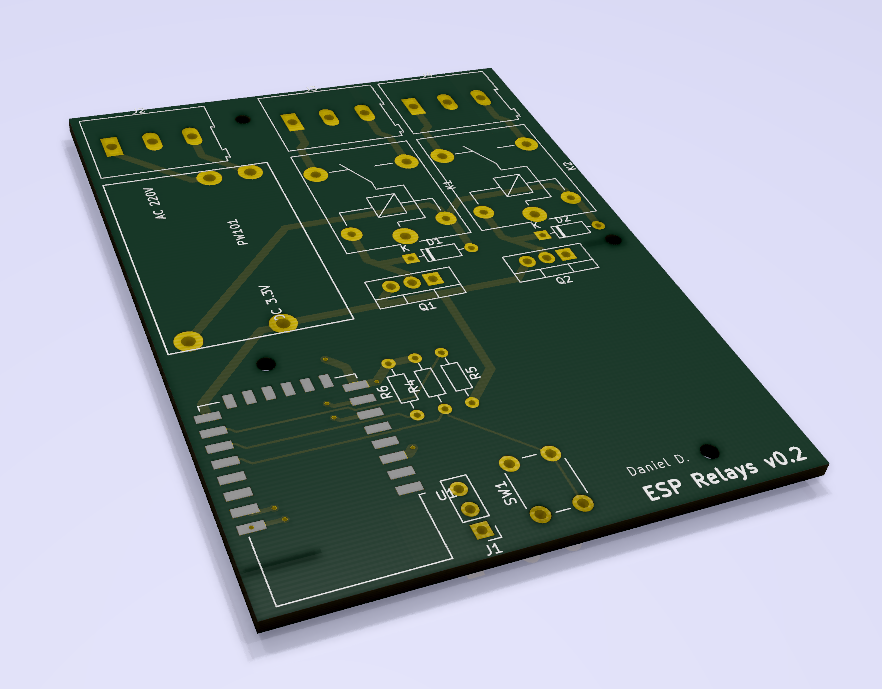 AC 220V
PW101
DC 3.3V
K1
K2
K
D1
K
D2
Q1
Q2
R6
R4
R5
U1
SW1
J1
Daniel D.
ESP Relays v0.2